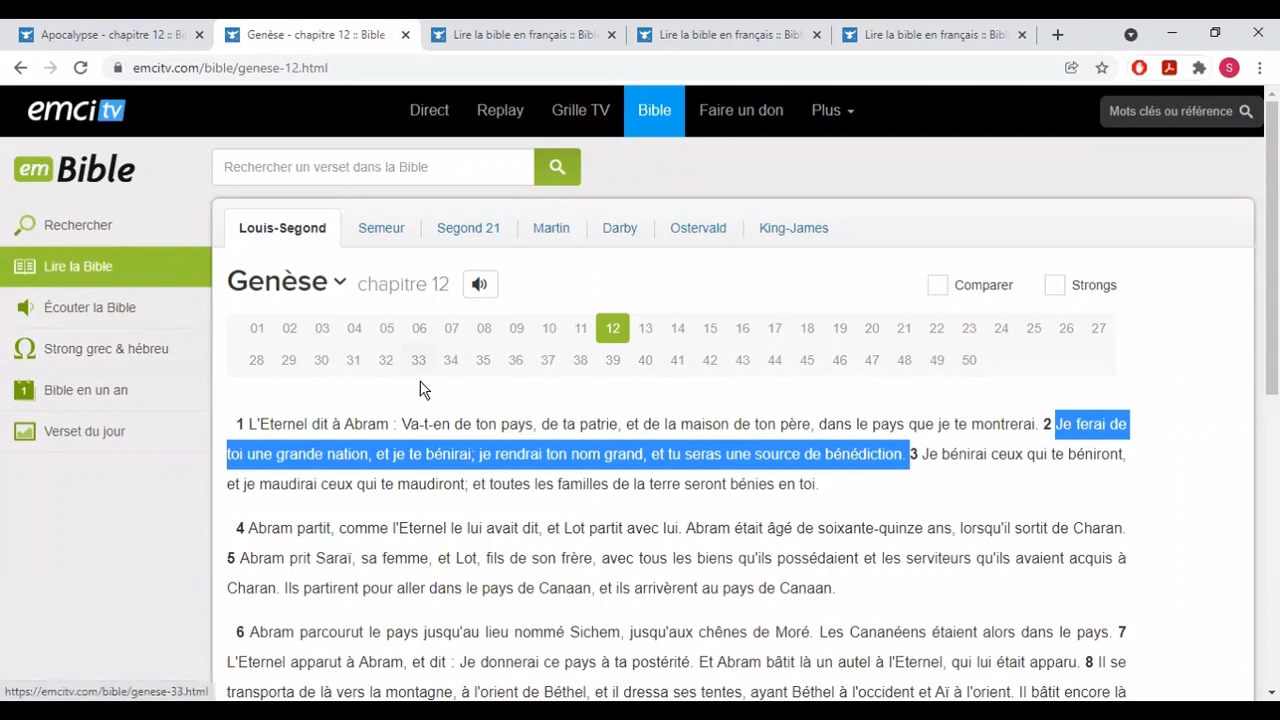 Apocalypse - chapitre 12 :: Bi
Genèse - chapitre 12 :: Bible
Lire la bible en français :: Bibl
Lire la bible en français :: Bibl
Lire la bible en français :: Bibl
emcitv.com/bible/genese-12.html
S
emci tv
Direct
Replay
Grille TV
Bible
Faire un don
Plus
Mots clés ou référence
em Bible
Rechercher un verset dans la Bible
Rechercher
Lire la Bible
Écouter la Bible
Strong grec & hébreu
1 Bible en un an
Verset du jour
Louis-Segond
Semeur
Segond 21
Martin
Darby
Ostervald
King-James
Genèse chapitre 12
Comparer
Strongs
01 02 03 04 05 06 07 08 09 10 11 12 13 14 15 16 17 18 19 20 21 22 23 24 25 26 27
28 29 30 31 32 33 34 35 36 37 38 39 40 41 42 43 44 45 46 47 48 49 50
1 L'Eternel dit à Abram : Va-t-en de ton pays, de ta patrie, et de la maison de ton père, dans le pays que je te montrerai. 2 Je ferai de
toi une grande nation, et je te bénirai; je rendrai ton nom grand, et tu seras une source de bénédiction. 3 Je bénirai ceux qui te béniront,
et je maudirai ceux qui te maudiront; et toutes les familles de la terre seront bénies en toi.
4 Abram partit, comme l'Eternel le lui avait dit, et Lot partit avec lui. Abram était âgé de soixante-quinze ans, lorsqu'il sortit de Charan.
5 Abram prit Saraï, sa femme, et Lot, fils de son frère, avec tous les biens qu'ils possédaient et les serviteurs qu'ils avaient acquis à
Charan. Ils partirent pour aller dans le pays de Canaan, et ils arrivèrent au pays de Canaan.
6 Abram parcourut le pays jusqu'au lieu nommé Sichem, jusqu'aux chênes de Moré. Les Cananéens étaient alors dans le pays. 7
L'Eternel apparut à Abram, et dit : Je donnerai ce pays à ta postérité. Et Abram bâtit là un autel à l'Eternel, qui lui était apparu. 8 Il se
transporta de là vers la montagne, à l'orient de Béthel, et il dressa ses tentes, ayant Béthel à l'occident et Aï à l'orient. Il bâtit encore là
https://emcitv.com/bible/genese-33.html